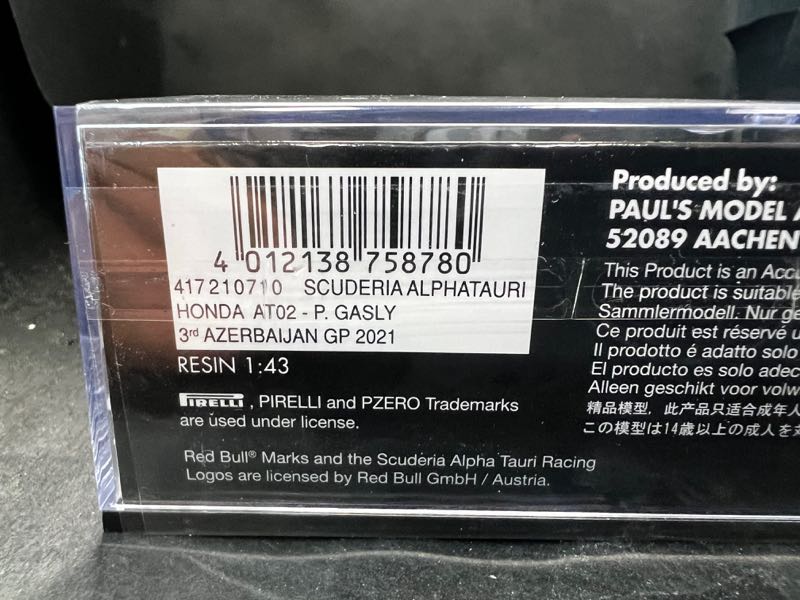 4 012138 758780
417210710 SCUDERIA ALPHATAURI
HONDA AT02 - P. GASLY
3rd AZERBAIJAN GP 2021
RESIN 1:43
PIRELLI , PIRELLI and PZERO Trademarks
are used under license.
Red Bull® Marks and the Scuderia Alpha Tauri Racing
Logos are licensed by Red Bull GmbH / Austria.
Produced by:
PAUL'S MODEL
52089 AACHEN
This Product is an
The product is suitable
Sammlermodell. Nur
Ce produit est réservé
Il prodotto é adatto solo
El producto es solo
Alleen geschikt voor
精品模型, 此产品只适合成年人
この模型は14歳以上の成人を